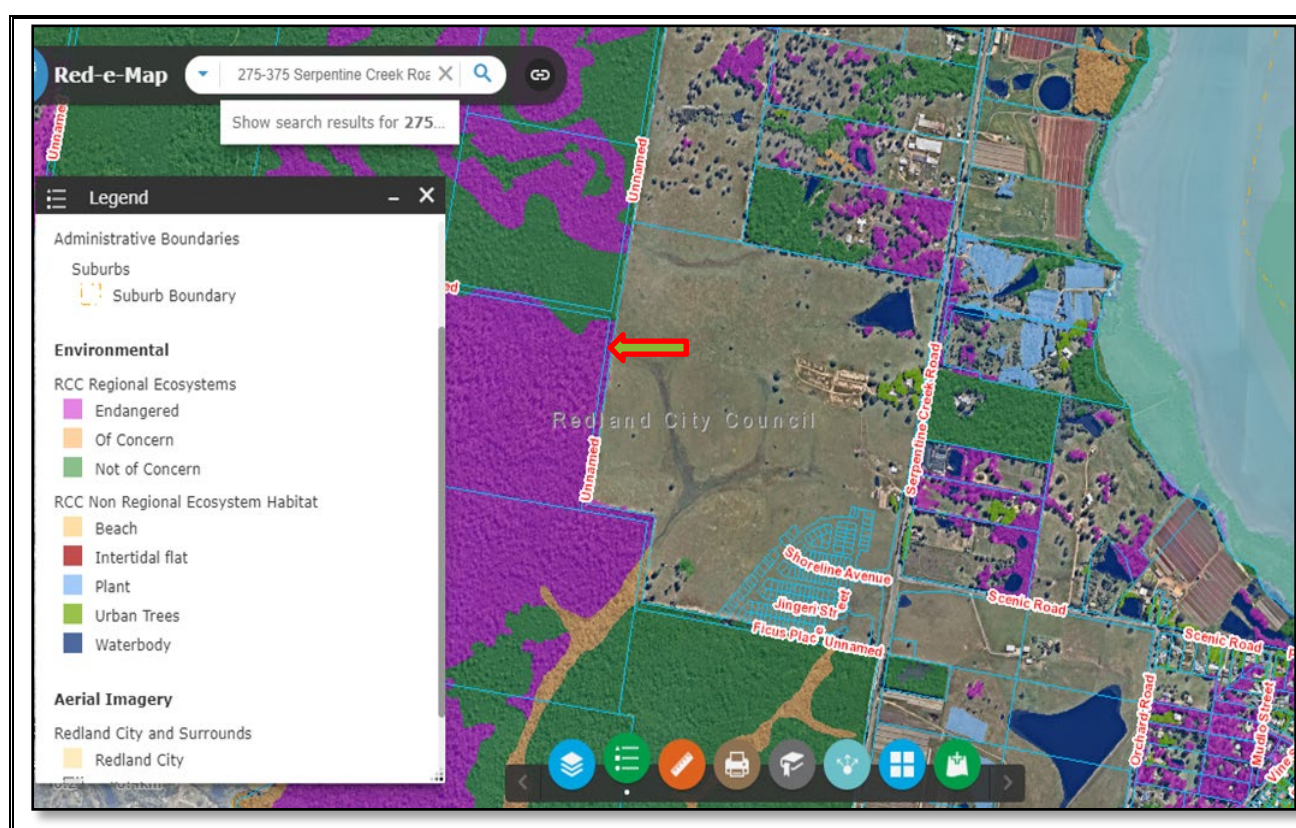 Red-e-Map
275-375 Serpentine Creek Roa
Show search results for 275...
Legend
Administrative Boundaries
Suburbs
Suburb Boundary
Environmental
RCC Regional Ecosystems
Endangered
Of Concern
Not of Concern
RCC Non Regional Ecosystem Habitat
Beach
Intertidal flat
Plant
Urban Trees
Waterbody
Aerial Imagery
Redland City and Surrounds
Redland City
Unnamed
Unnamed
Unnamed
Redland City Council
Serpentine Creek Road
Shoreline Avenue
Jingeri Street
Ficus Place
Unnamed
Scenic Road
Scenic Road
Orchard Road
Mudlo Street